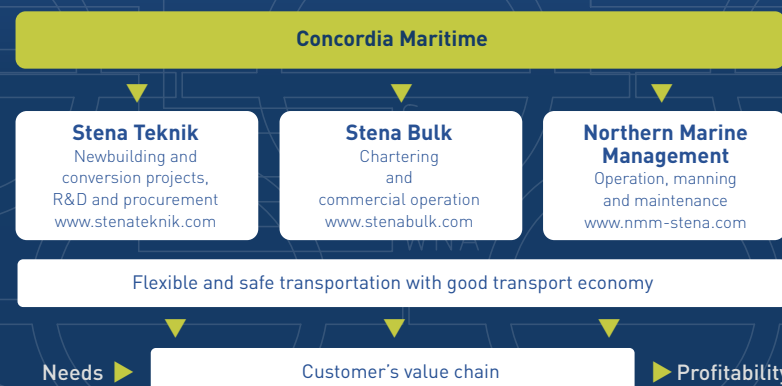 Concordia Maritime
Stena Teknik
Newbuilding and
conversion projects,
R&D and procurement
www.stenateknik.com
Stena Bulk
Chartering
and
commercial operation
www.stenabulk.com
Northern Marine
Management
Operation, manning
and maintenance
www.nmm-stena.com
WNA
Flexible and safe transportation with good transport economy
Needs
Customer’s value chain
Profitability